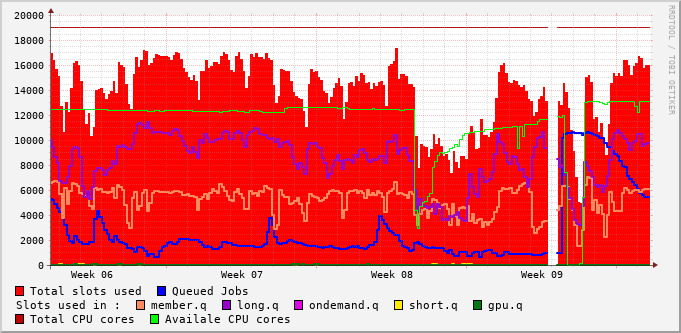 20000
18000
16000
14000
12000
10000
8000
6000
4000
2000
0
Week 06 Week 07 Week 08 Week 09
RRDTOOL / TOBI OETIKER
Total slots used Queued Jobs
Slots used in : member.q long.q ondemand.q short.q gpu.q
Total CPU cores Availale CPU cores